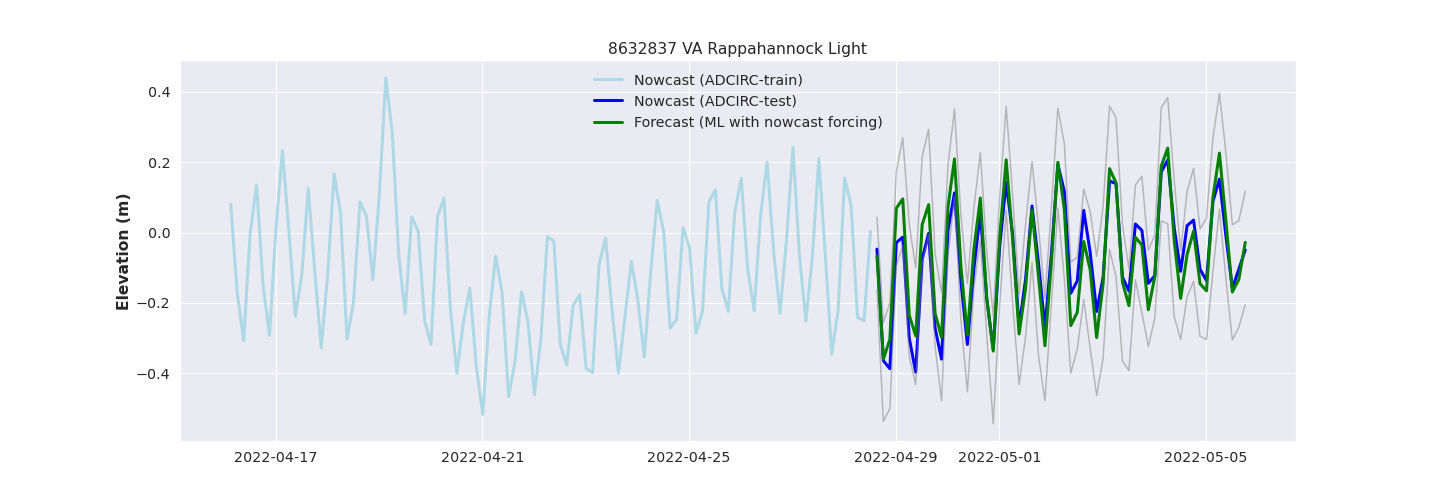 8632837 VA Rappahannock Light
Nowcast (ADCIRC-train)
Nowcast (ADCIRC-test)
Forecast (ML with nowcast forcing)
Elevation (m)
0.4
0.2
0.0
−0.2
−0.4
2022-04-17 2022-04-21 2022-04-25 2022-04-29 2022-05-01 2022-05-05